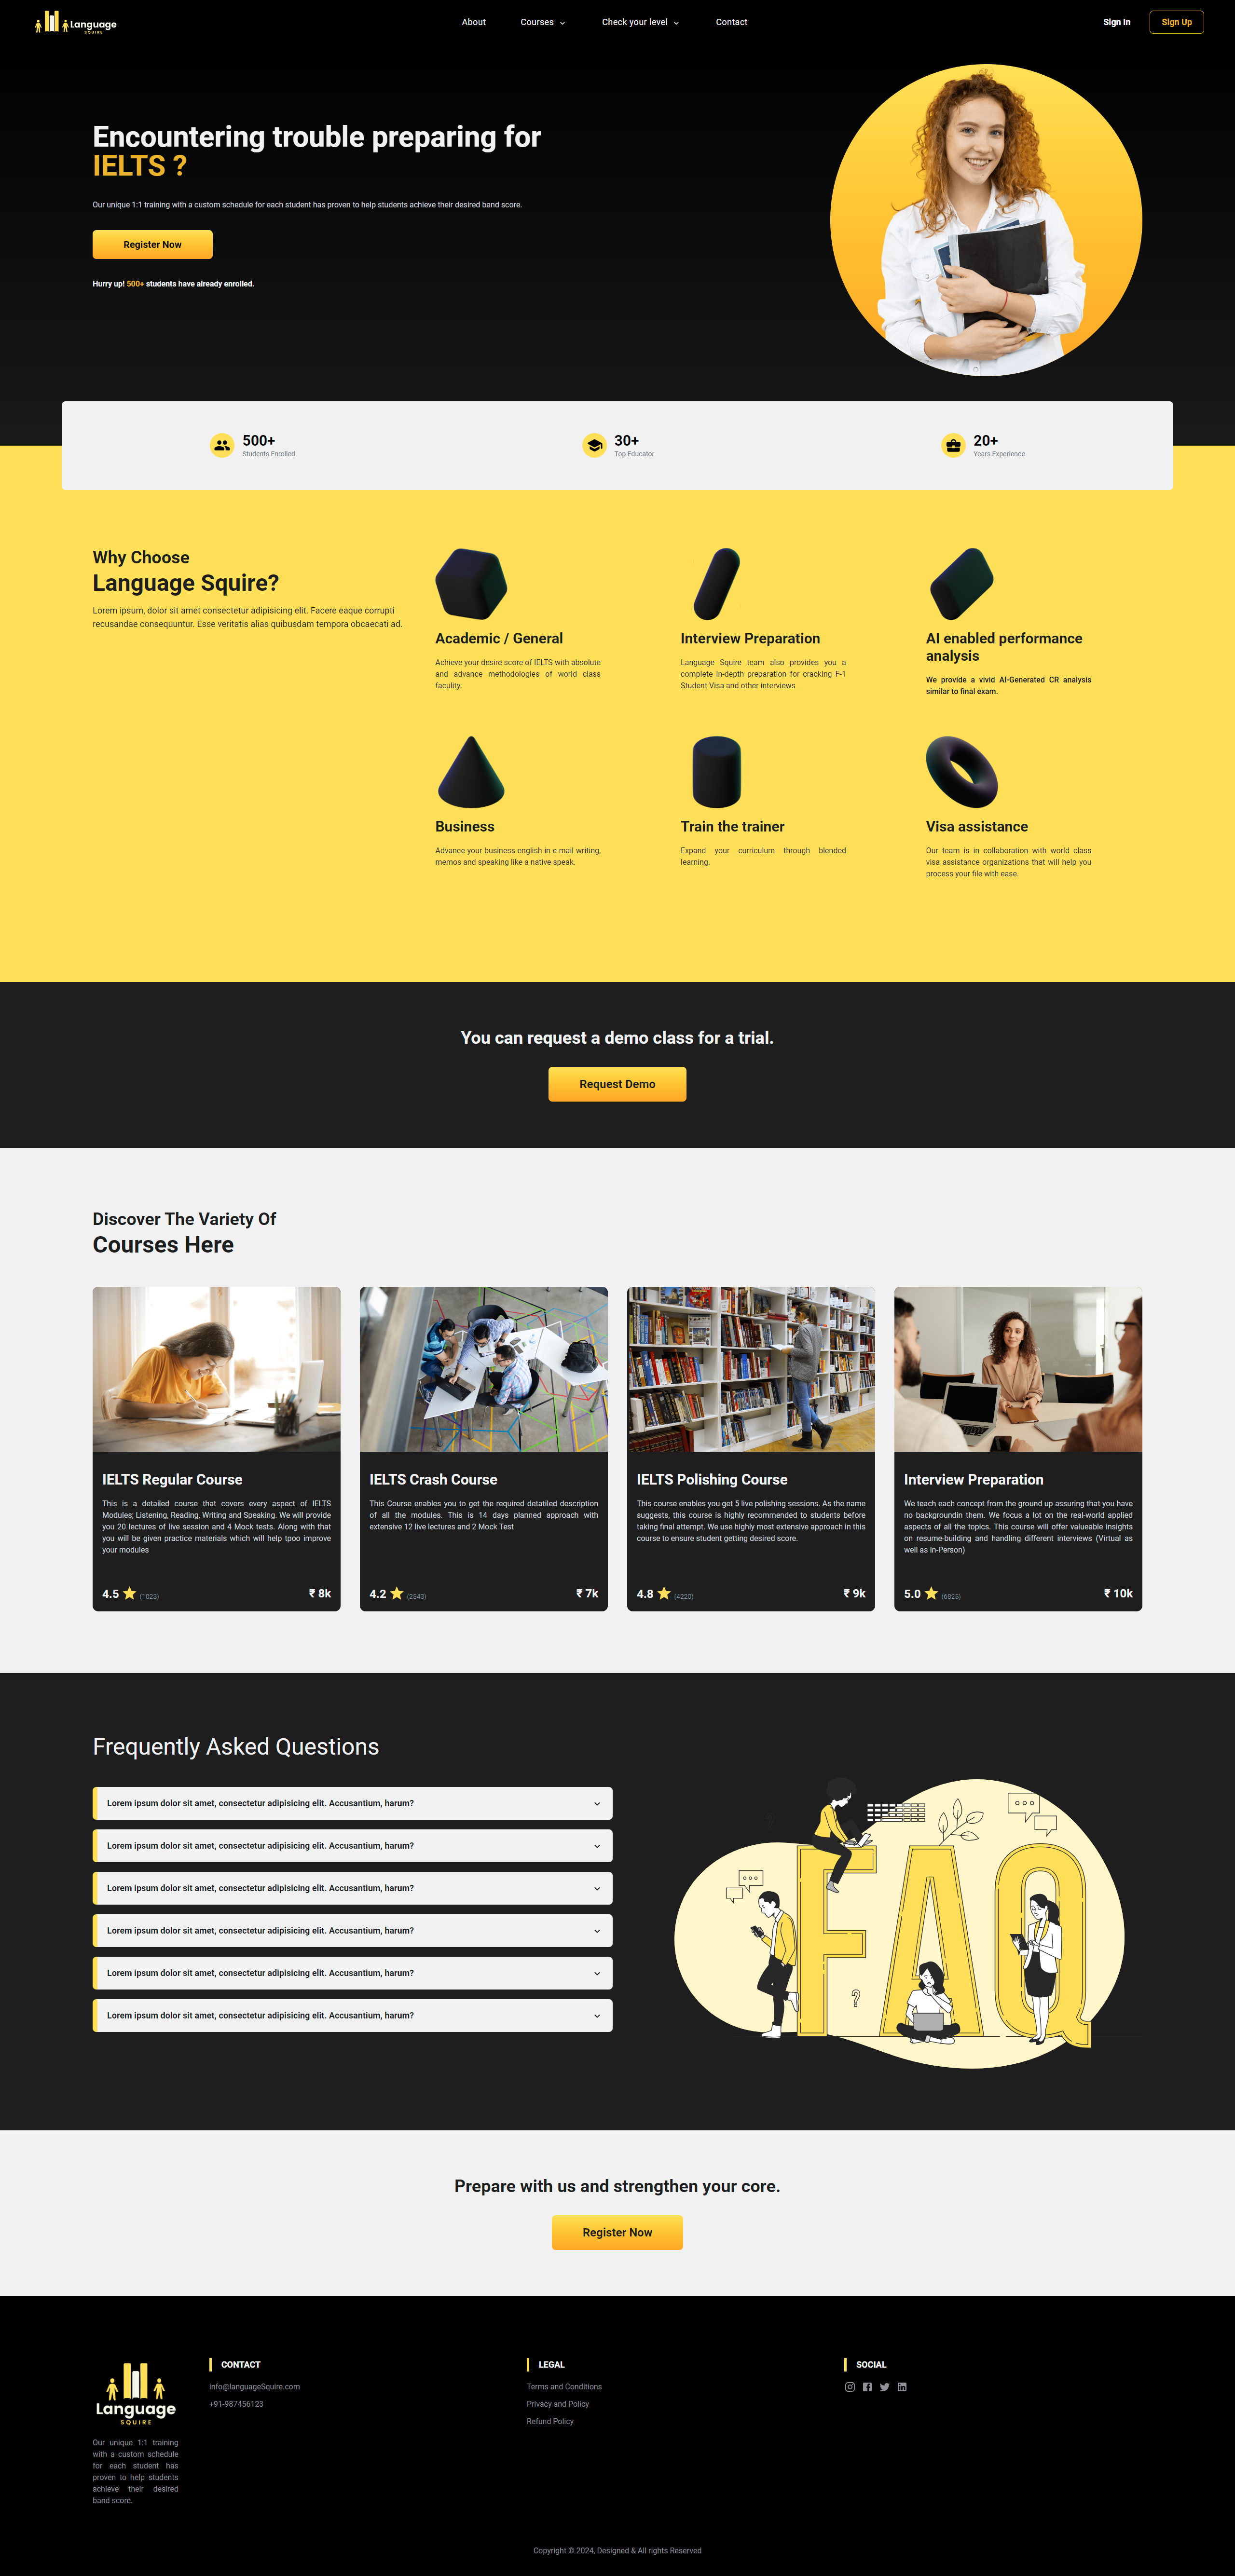 Language
SQUIRE
About
Courses
Check your level
Contact
Sign In
Sign Up
Encountering trouble preparing for
IELTS ?
Our unique 1:1 training with a custom schedule for each student has proven to help students achieve their desired band score.
Register Now
Hurry up! 500+ students have already enrolled.
500+
Students Enrolled
30+
Top Educator
20+
Years Experience
Why Choose
Language Squire?
Lorem ipsum, dolor sit amet consectetur adipisicing elit. Facere eaque corrupti
recusandae consequuntur. Esse veritatis alias quibusdam tempora obcaecati ad.
Academic / General
Achieve your desire score of IELTS with absolute
and advance methodologies of world class
faculity.
Interview Preparation
Language Squire team also provides you a
complete in-depth preparation for cracking F-1
Student Visa and other interviews
AI enabled performance
analysis
We provide a vivid AI-Generated CR analysis
similar to final exam.
Business
Advance your business english in e-mail writing,
memos and speaking like a native speak.
Train the trainer
Expand your curriculum through blended
learning.
Visa assistance
Our team is in collaboration with world class
visa assistance organizations that will help you
process your file with ease.
You can request a demo class for a trial.
Request Demo
Discover The Variety Of
Courses Here
IELTS Regular Course
This is a detailed course that covers every aspect of IELTS
Modules; Listening, Reading, Writing and Speaking. We will provide
you 20 lectures of live session and 4 Mock tests. Along with that
you will be given practice materials which will help tpoo improve
your modules
4.5 (1023)
₹ 8k
IELTS Crash Course
This Course enables you to get the required detatiled description
of all the modules. This is 14 days planned approach with
extensive 12 live lectures and 2 Mock Test
4.2 (2543)
₹ 7k
IELTS Polishing Course
This course enables you get 5 live polishing sessions. As the name
suggests, this course is highly recommended to students before
taking final attempt. We use highly most extensive approach in this
course to ensure student getting desired score.
4.8 (4220)
₹ 9k
Interview Preparation
We teach each concept from the ground up assuring that you have
no backgroundin them. We focus a lot on the real-world applied
aspects of all the topics. This course will offer valueable insights
on resume-building and handling different interviews (Virtual as
well as In-Person)
5.0 (6825)
₹ 10k
Frequently Asked Questions
Lorem ipsum dolor sit amet, consectetur adipisicing elit. Accusantium, harum?
Lorem ipsum dolor sit amet, consectetur adipisicing elit. Accusantium, harum?
Lorem ipsum dolor sit amet, consectetur adipisicing elit. Accusantium, harum?
Lorem ipsum dolor sit amet, consectetur adipisicing elit. Accusantium, harum?
Lorem ipsum dolor sit amet, consectetur adipisicing elit. Accusantium, harum?
Lorem ipsum dolor sit amet, consectetur adipisicing elit. Accusantium, harum?
FAQ
?
Prepare with us and strengthen your core.
Register Now
Language
SQUIRE
Our unique 1:1 training
with a custom schedule
for each student has
proven to help students
achieve their desired
band score.
CONTACT
info@languageSquire.com
+91-987456123
LEGAL
Terms and Conditions
Privacy and Policy
Refund Policy
SOCIAL
Copyright © 2024, Designed & All rights Reserved